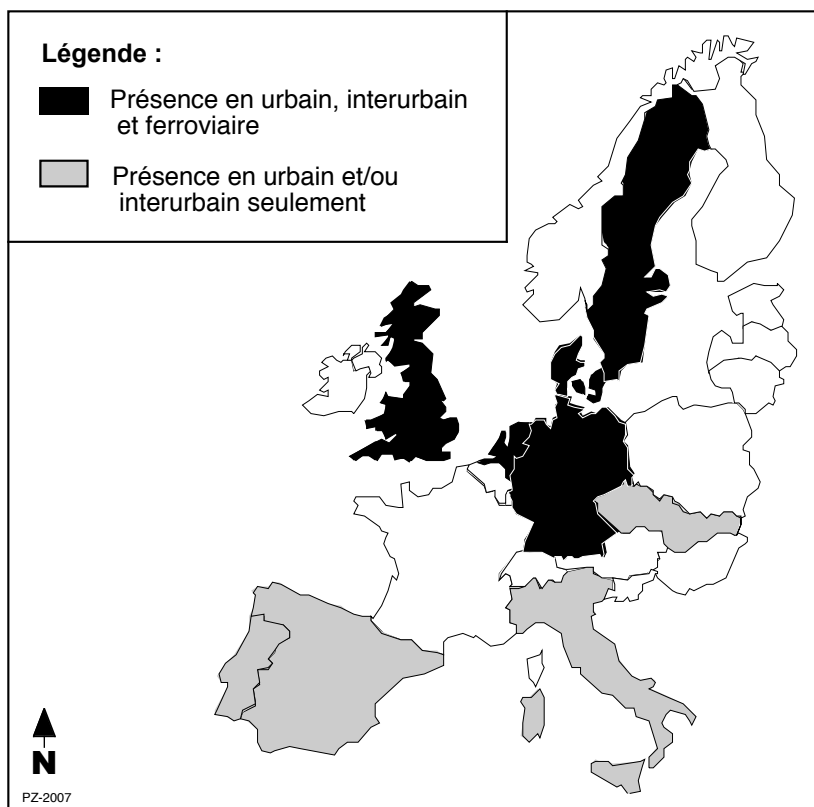 Légende :
Présence en urbain, interurbain
et ferroviaire
Présence en urbain et/ou
interurbain seulement
N
PZ-2007